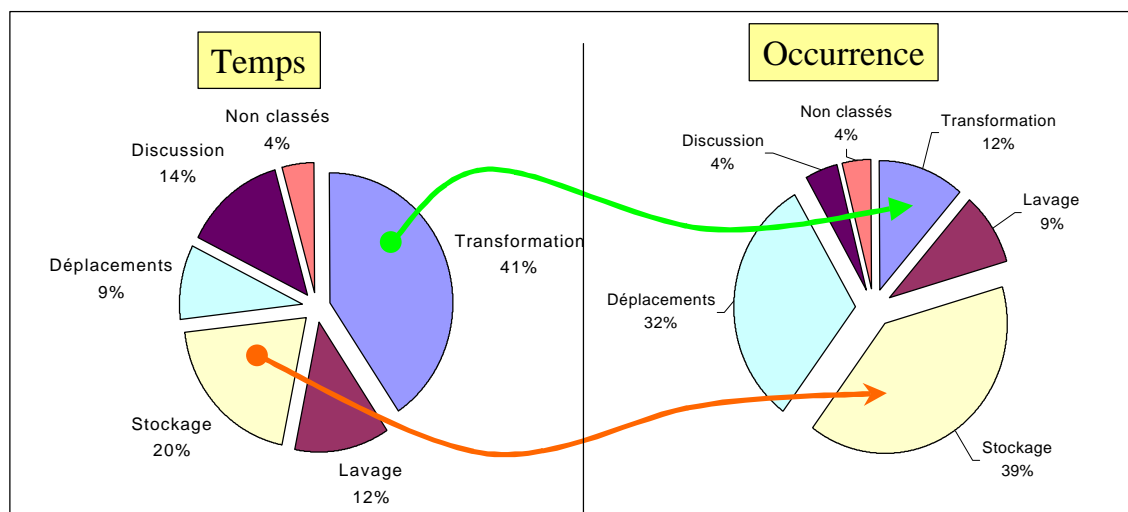 Temps
Non classés
4%
Discussion
14%
Déplacements
9%
Transformation
41%
Stockage
20%
Lavage
12%
Occurrence
Non classés
4%
Discussion
4%
Transformation
12%
Lavage
9%
Déplacements
32%
Stockage
39%